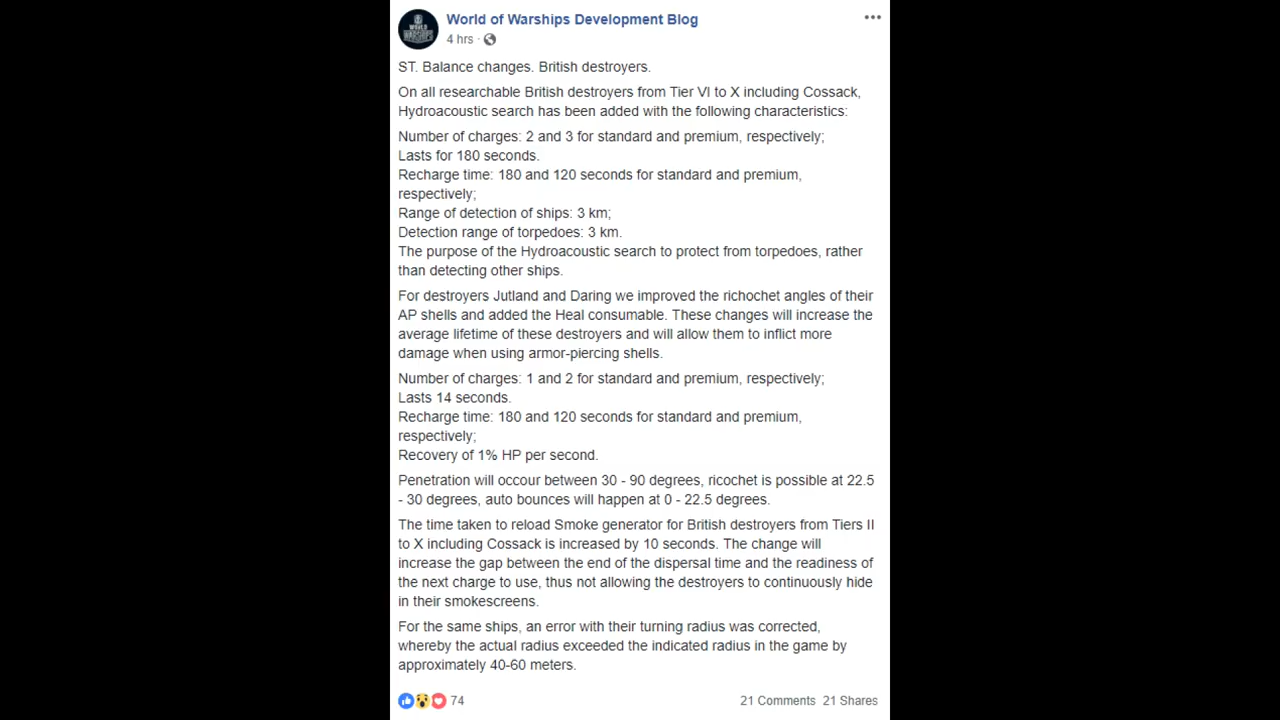 World of Warships Development Blog
4 hrs ·
ST. Balance changes. British destroyers.
On all researchable British destroyers from Tier VI to X including Cossack,
Hydroacoustic search has been added with the following characteristics:
Number of charges: 2 and 3 for standard and premium, respectively;
Lasts for 180 seconds.
Recharge time: 180 and 120 seconds for standard and premium,
respectively;
Range of detection of ships: 3 km;
Detection range of torpedoes: 3 km.
The purpose of the Hydroacoustic search to protect from torpedoes, rather
than detecting other ships.
For destroyers Jutland and Daring we improved the richochet angles of their
AP shells and added the Heal consumable. These changes will increase the
average lifetime of these destroyers and will allow them to inflict more
damage when using armor-piercing shells.
Number of charges: 1 and 2 for standard and premium, respectively;
Lasts 14 seconds.
Recharge time: 180 and 120 seconds for standard and premium,
respectively;
Recovery of 1% HP per second.
Penetration will occour between 30 - 90 degrees, ricochet is possible at 22.5
- 30 degrees, auto bounces will happen at 0 - 22.5 degrees.
The time taken to reload Smoke generator for British destroyers from Tiers II
to X including Cossack is increased by 10 seconds. The change will
increase the gap between the end of the dispersal time and the readiness of
the next charge to use, thus not allowing the destroyers to continuously hide
in their smokescreens.
For the same ships, an error with their turning radius was corrected,
whereby the actual radius exceeded the indicated radius in the game by
approximately 40-60 meters.
74
21 Comments 21 Shares